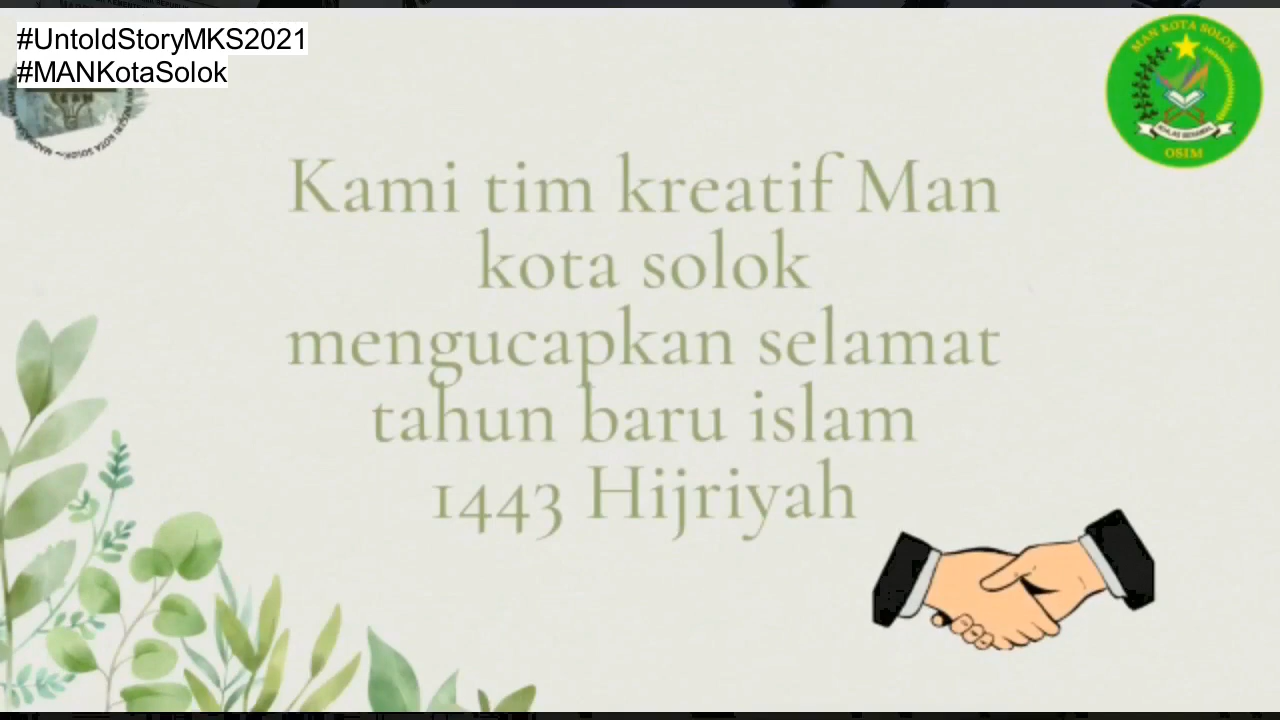 #UntoldStoryMKS2021
#MANKotaSolok
MAN KOTA SOLOK
OSIM
Kami tim kreatif Man
kota solok
mengucapkan selamat
tahun baru islam
1443 Hijriyah